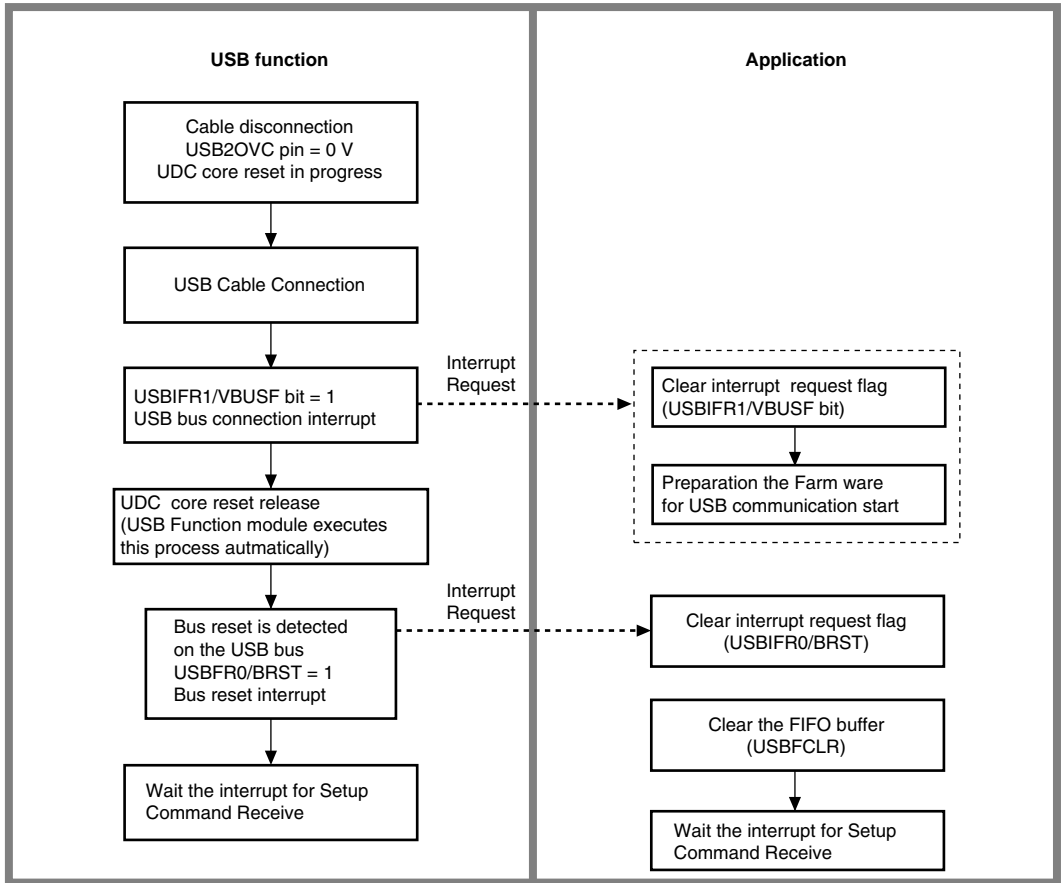 USB function
Cable disconnection
USB2OVC pin = 0 V
UDC core reset in progress
USB Cable Connection
USBIFR1/VBUSF bit = 1
USB bus connection interrupt
UDC core reset release
(USB Function module executes
this process autmatically)
Bus reset is detected
on the USB bus
USBFR0/BRST = 1
Bus reset interrupt
Wait the interrupt for Setup
Command Receive
Interrupt
Request
Interrupt
Request
Application
Clear interrupt request flag
(USBIFR1/VBUSF bit)
Preparation the Farm ware
for USB communication start
Clear interrupt request flag
(USBIFR0/BRST)
Clear the FIFO buffer
(USBFCLR)
Wait the interrupt for Setup
Command Receive